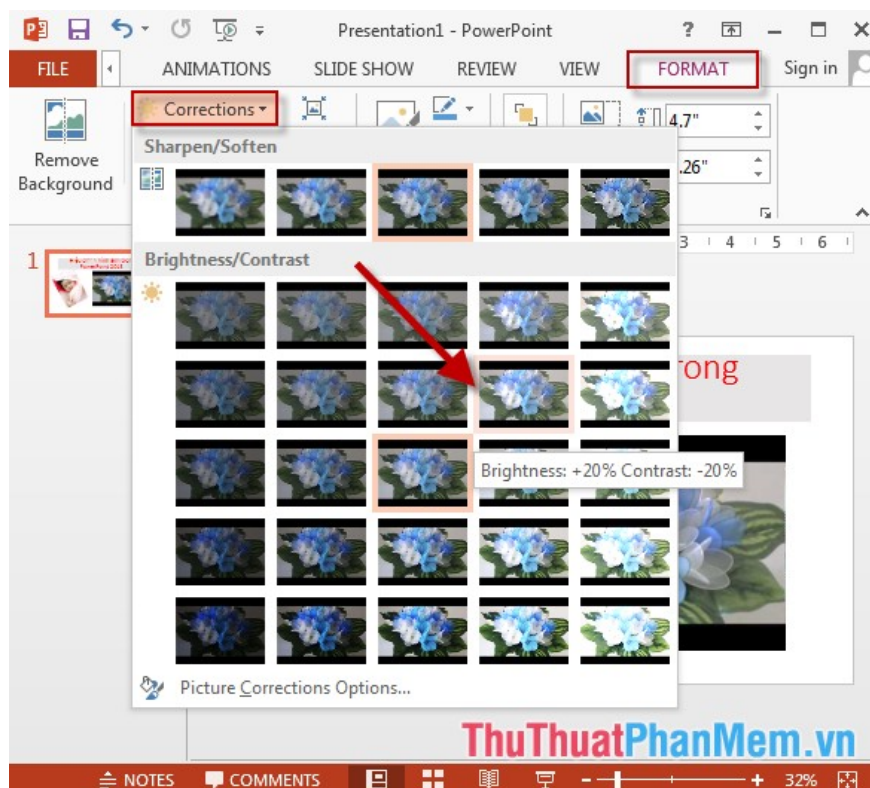 Presentation1 - PowerPoint
FILE ANIMATIONS SLIDE SHOW REVIEW VIEW FORMAT Sign in
Corrections
Remove
Background
4.7"
.26"
Sharpen/Soften
3 4 5 6
1
Brightness/Contrast
rong
Brightness: +20% Contrast: -20%
Picture Corrections Options...
ThuThuatPhanMem.vn
NOTES COMMENTS 32%